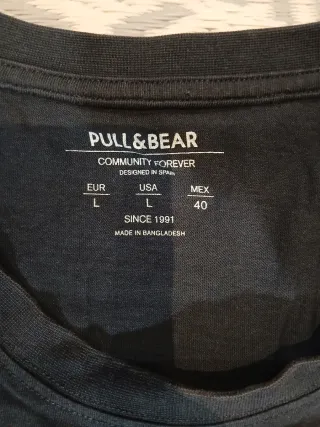 PULL&BEAR
COMMUNITY FOREVER
DESIGNED IN SPAIN
EUR USA MEX
L L 40
SINCE 1991
MADE IN BANGLADESH